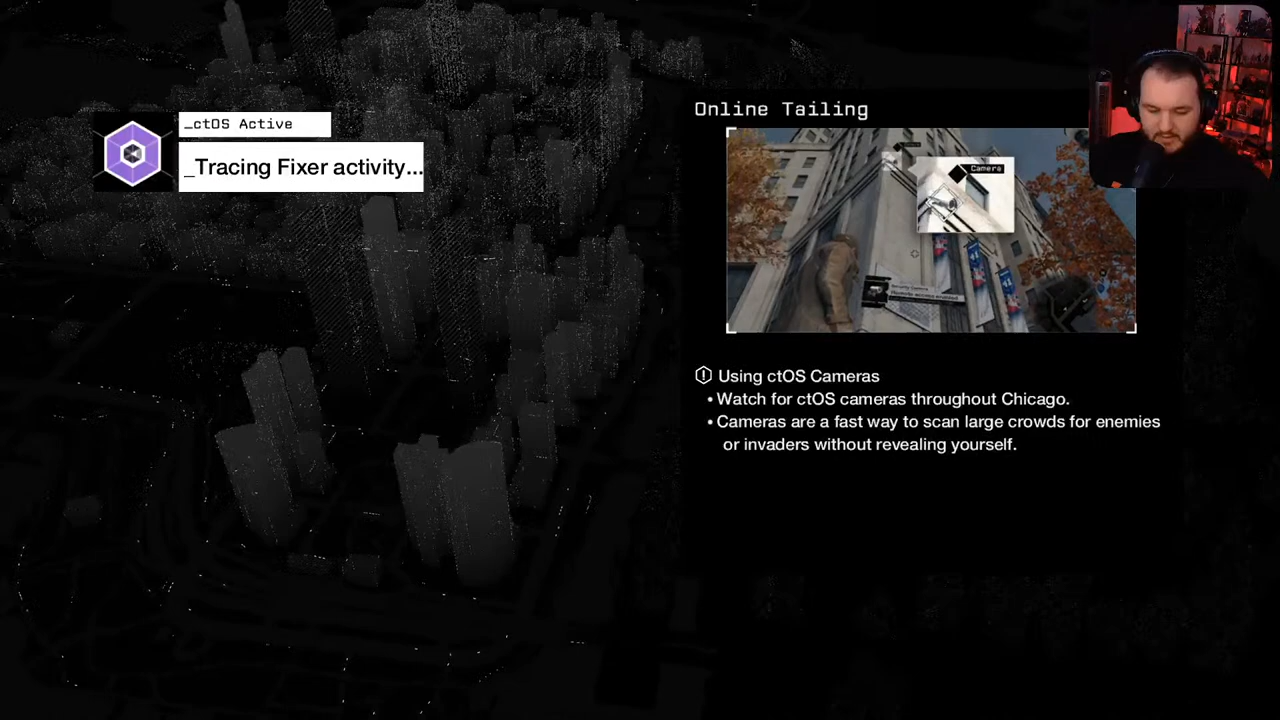 _ctOS Active
_Tracing Fixer activity...
Online Tailing
Camera
Using ctOS Cameras
• Watch for ctOS cameras throughout Chicago.
• Cameras are a fast way to scan large crowds for enemies
or invaders without revealing yourself.